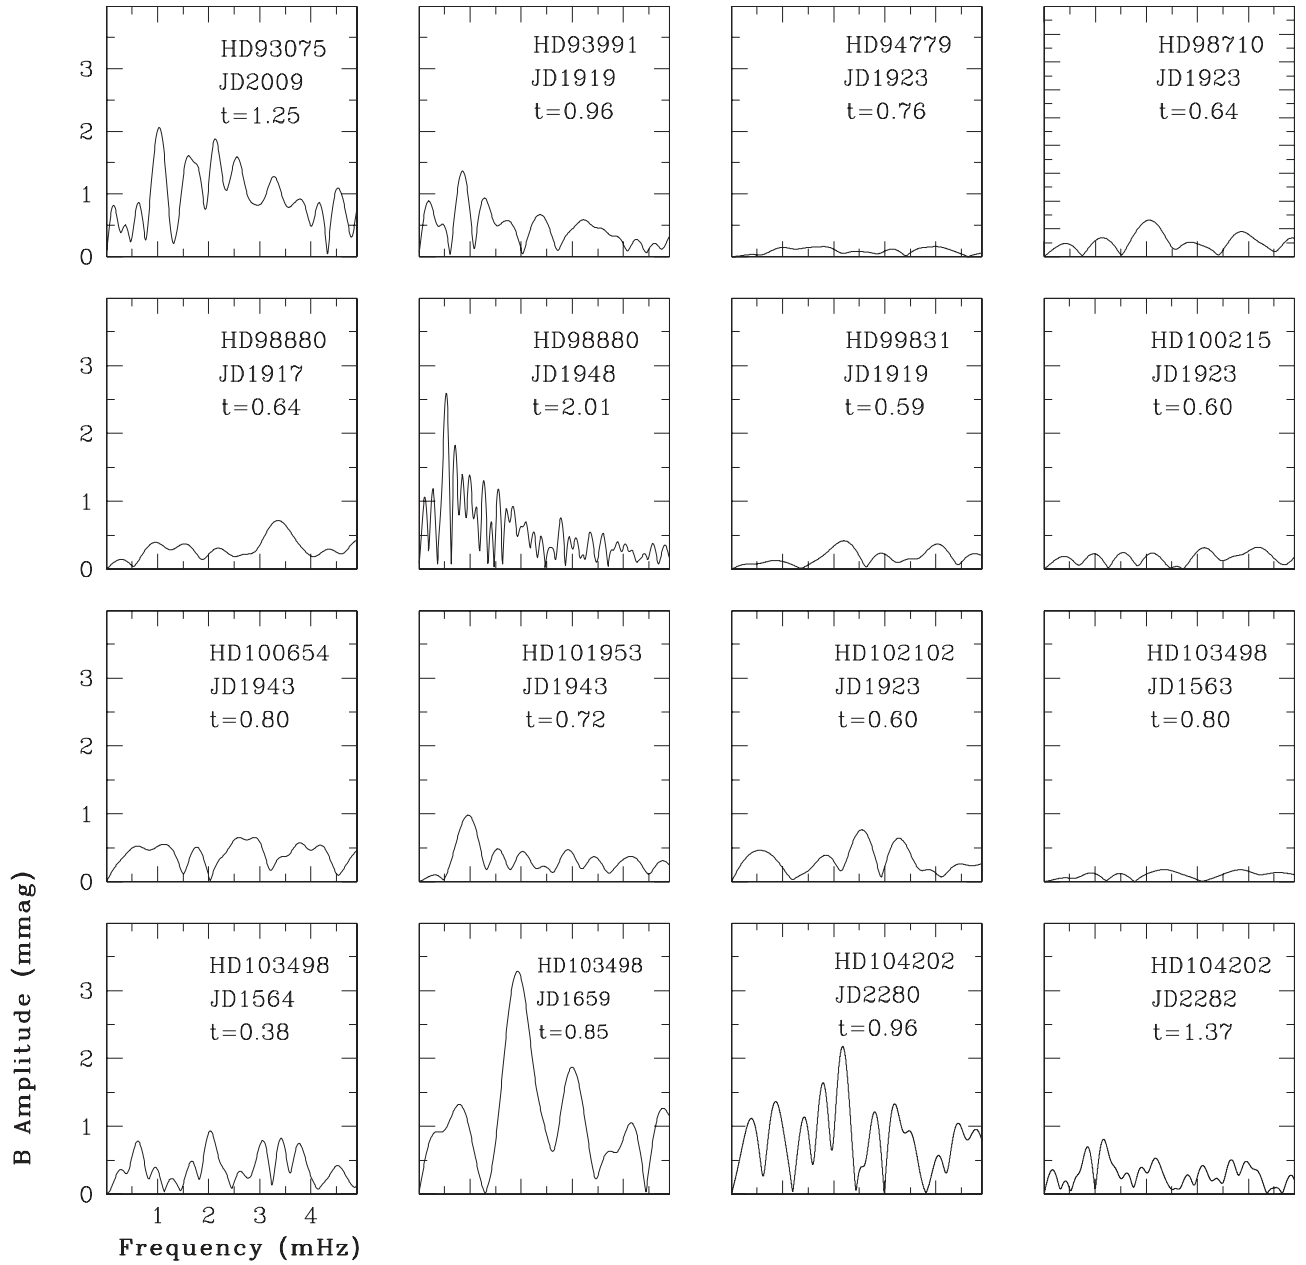 HD93075
JD2009
t=1.25
HD93991
JD1919
t=0.96
HD94779
JD1923
t=0.76
HD98710
JD1923
t=0.64
3
2
1
0
HD98880
JD1917
t=0.64
HD98880
JD1948
t=2.01
HD99831
JD1919
t=0.59
HD100215
JD1923
t=0.60
3
2
1
0
HD100654
JD1943
t=0.80
HD101953
JD1943
t=0.72
HD102102
JD1923
t=0.60
HD103498
JD1563
t=0.80
3
2
1
0
HD103498
JD1564
t=0.38
HD103498
JD1659
t=0.85
HD104202
JD2280
t=0.96
HD104202
JD2282
t=1.37
3
2
1
0
1 2 3 4
Frequency (mHz)
B Amplitude (mmag)